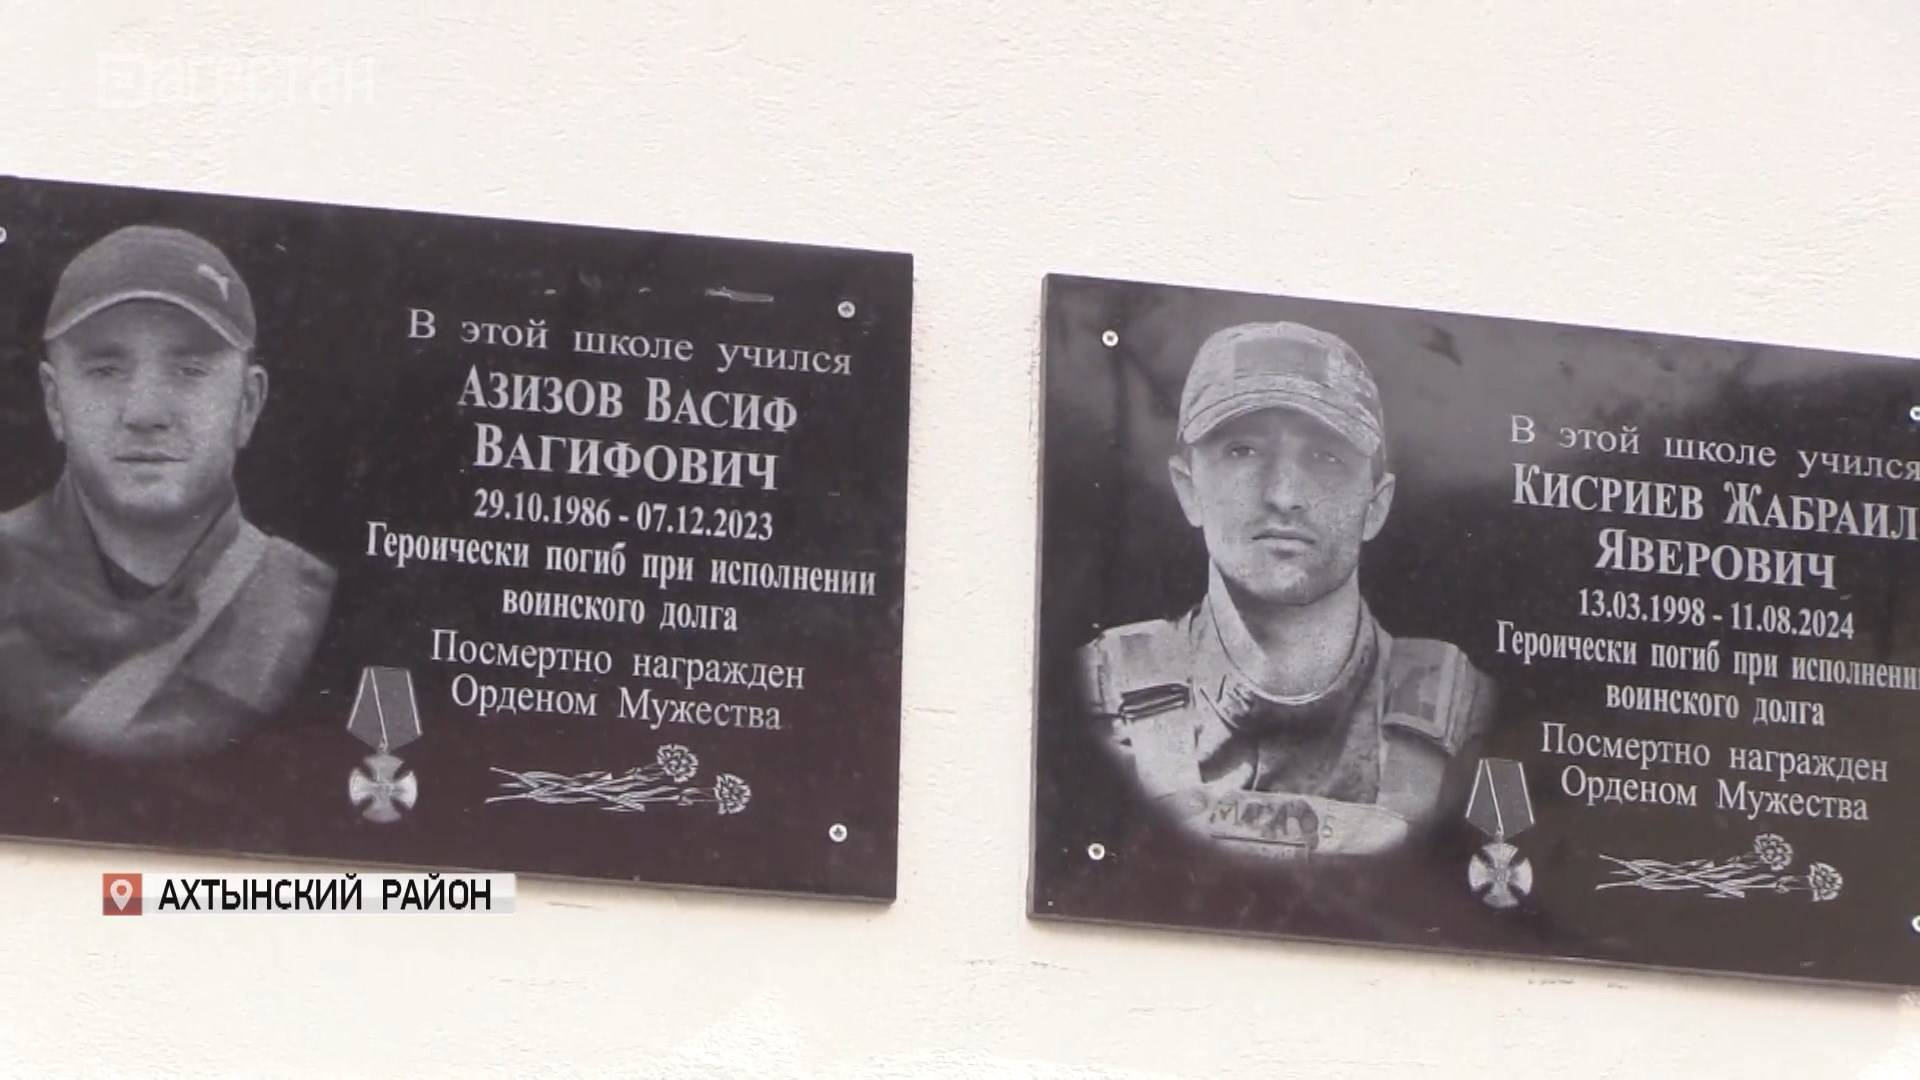 Дагестан
В этой школе учился
АЗИЗОВ ВАСИФ
ВАГИФОВИЧ
29.10.1986 - 07.12.2023
Героически погиб при исполнении
воинского долга
Посмертно награжден
Орденом Мужества
В этой школе учился
КИСРИЕВ ЖАБРАИЛ
ЯВЕРОВИЧ
13.03.1998 - 11.08.2024
Героически погиб при исполнении
воинского долга
Посмертно награжден
Орденом Мужества
АХТЫНСКИЙ РАЙОН